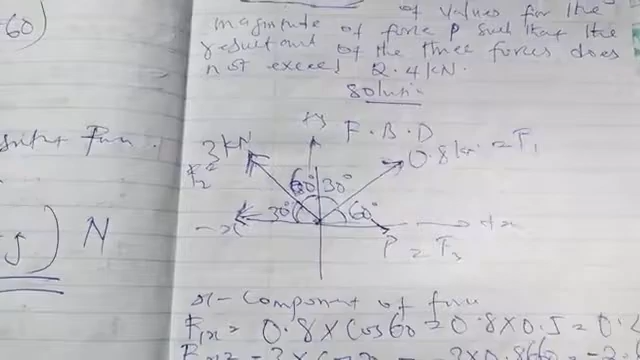 60)
of values for the
magnitude of force P such that the
resultant of the three forces does
not exceed 2.4 kN.
Solution
+y F.B.D
3 kN
F2
0.8 kN = F1
60° 30°
30° 60°
-x
+x
P = F3
N
x-component of force
F1x = 0.8 x cos60 = 0.8 x 0.5 = 0.